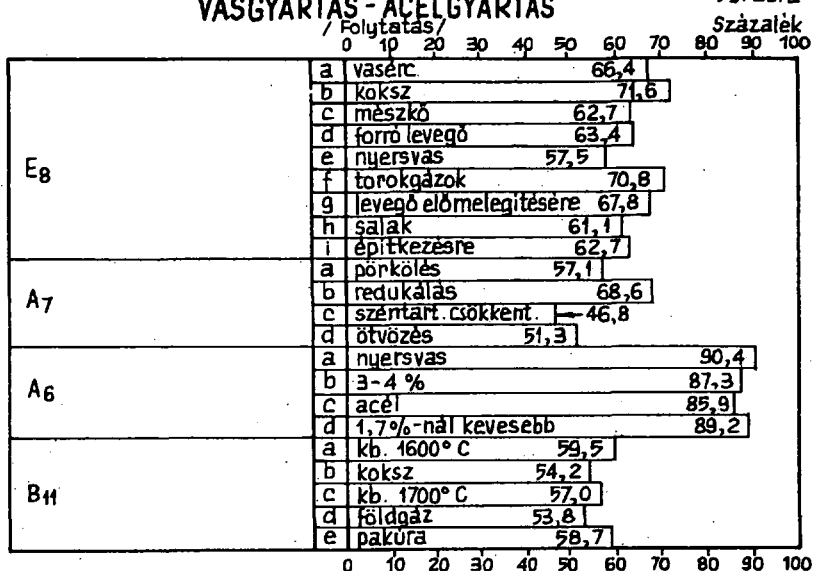 VASGYÁRTÁS - ACÉLGYÁRTÁS
/ Folytatás /
Százalék
0 10 20 30 40 50 60 70 80 90 100
E8
a vasérc 66,4
b koksz 71,6
c mészkő 62,7
d forró levegő 63,4
e nyersvas 57,5
f torokgázok 70,8
g levegő előmelegítésére 67,8
h salak 61,1
i építkezésre 62,7
A7
a pörkölés 57,1
b redukálás 68,6
c széntart. csökkent. 46,8
d ötvözés 51,3
A6
a nyersvas 90,4
b 3-4 % 87,3
c acél 85,9
d 1,7%-nál kevesebb 89,2
B11
a kb. 1600° C 59,5
b koksz 54,2
c kb. 1700° C 57,0
d földgáz 53,8
e pakura 58,7
0 10 20 30 40 50 60 70 80 90 100